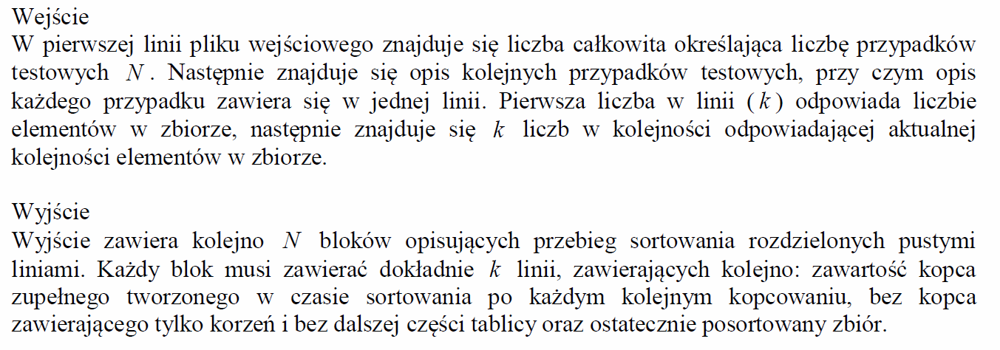 Wejście
W pierwszej linii pliku wejściowego znajduje się liczba całkowita określająca liczbę przypadków
testowych N. Następnie znajduje się opis kolejnych przypadków testowych, przy czym opis
każdego przypadku zawiera się w jednej linii. Pierwsza liczba w linii (k) odpowiada liczbie
elementów w zbiorze, następnie znajduje się k liczb w kolejności odpowiadającej aktualnej
kolejności elementów w zbiorze.
Wyjście
Wyjście zawiera kolejno N bloków opisujących przebieg sortowania rozdzielonych pustymi
liniami. Każdy blok musi zawierać dokładnie k linii, zawierających kolejno: zawartość kopca
zupełnego tworzonego w czasie sortowania po każdym kolejnym kopcowaniu, bez kopca
zawierającego tylko korzeń i bez dalszej części tablicy oraz ostatecznie posortowany zbiór.